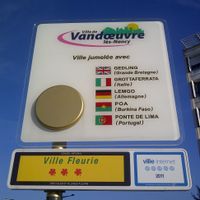 Ville de
Vandœuvre
lès-Nancy
Ville jumelée avec
GEDLING
(Grande Bretagne)
GROTTAFERRATA
(Italie)
LEMGO
(Allemagne)
POA
(Burkina Faso)
PONTE DE LIMA
(Portugal)
Ville Fleurie
ville internet
2011